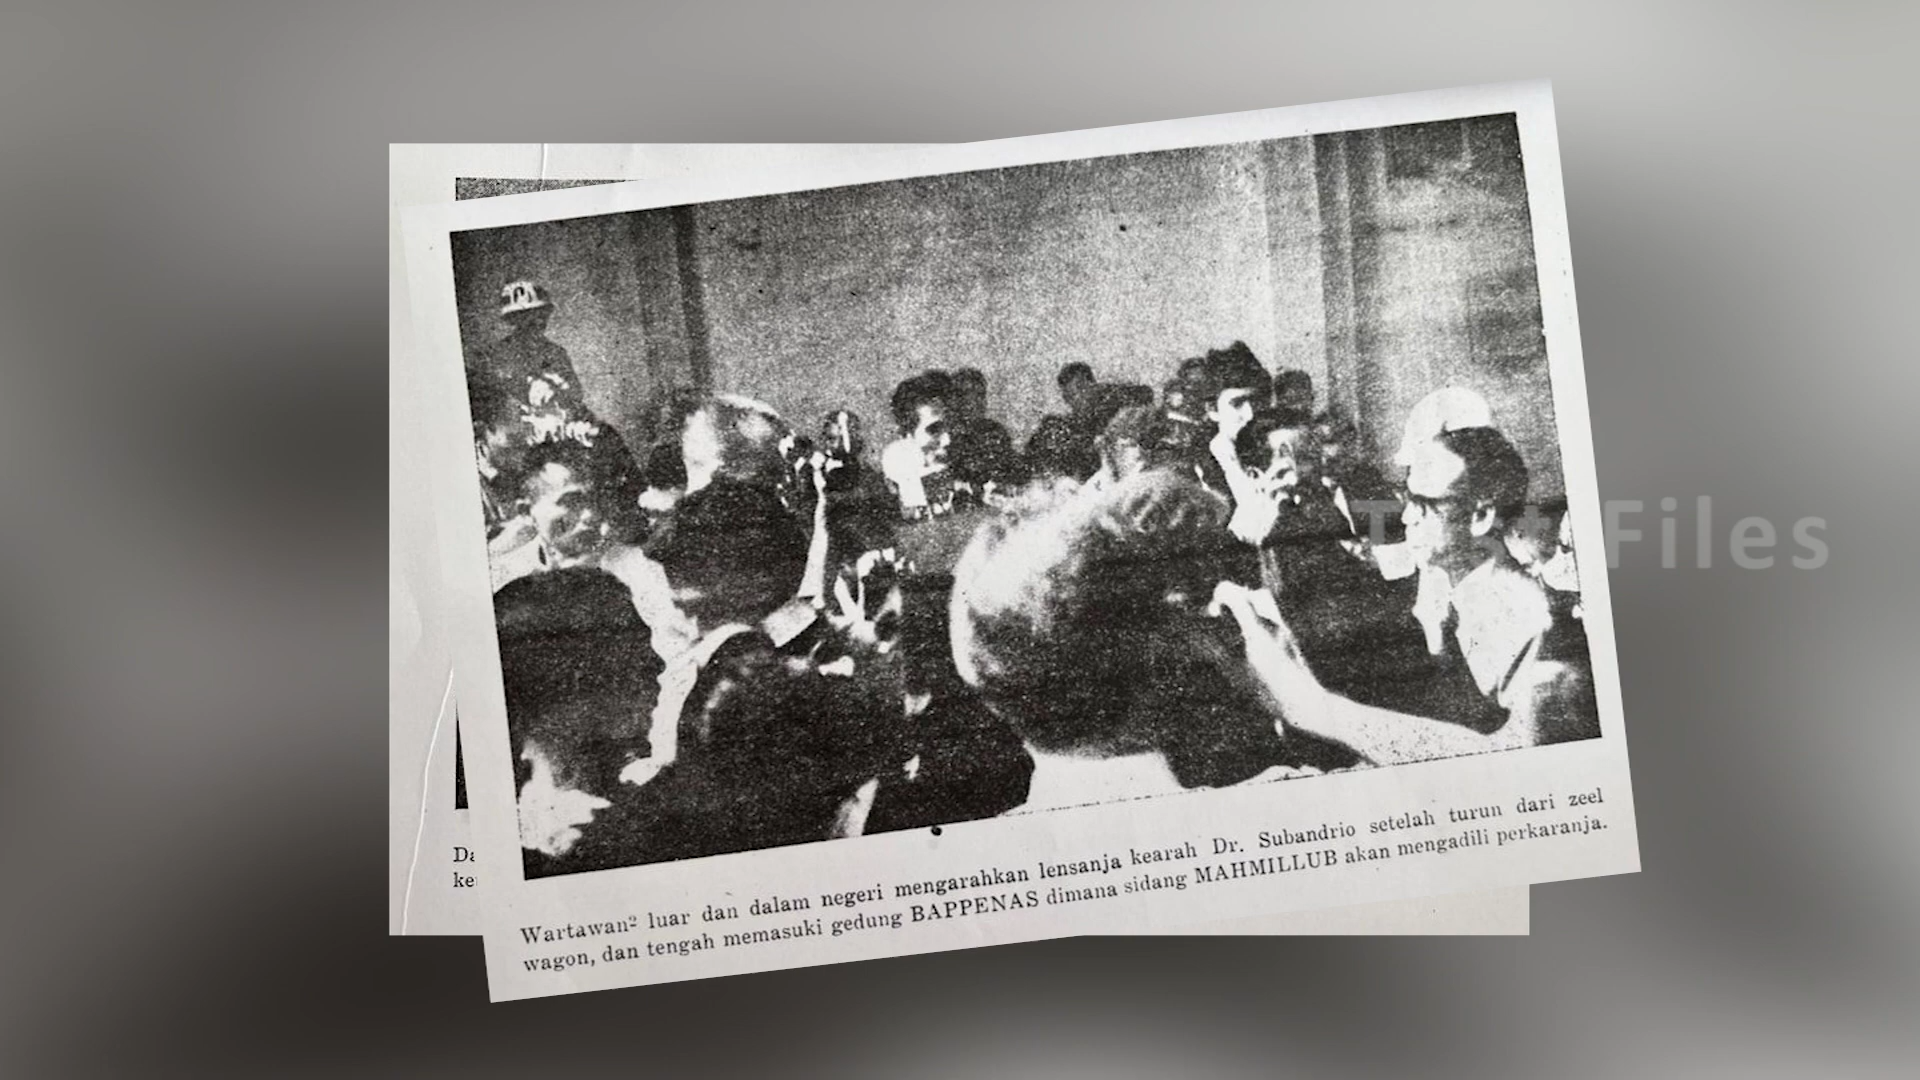 Files
Da
ke
Wartawan² luar dan dalam negeri mengarahkan lensanja kearah Dr. Subandrio setelah turun dari zeel
wagon, dan tengah memasuki gedung BAPPENAS dimana sidang MAHMILLUB akan mengadili perkaranja.